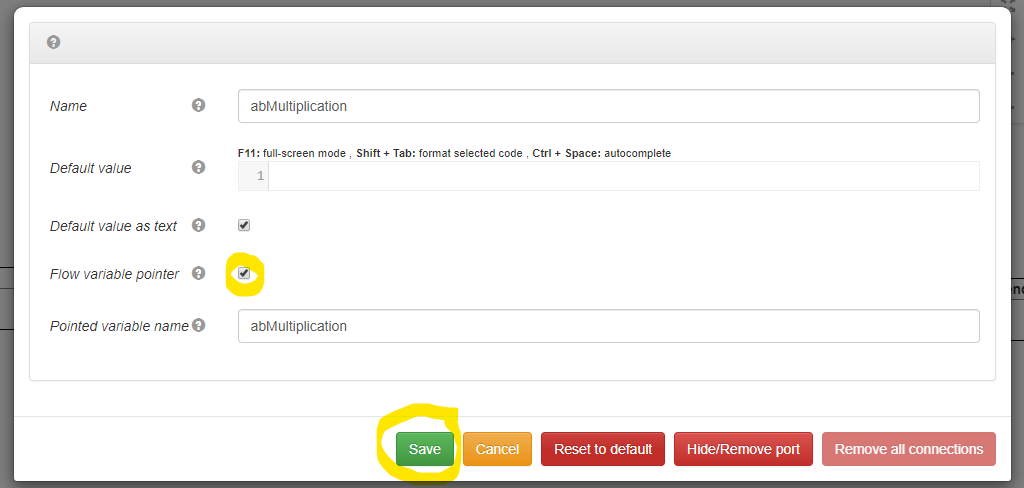 Name
abMultiplication
F11: full-screen mode , Shift + Tab: format selected code , Ctrl + Space: autocomplete
Default value
1
Default value as text
Flow variable pointer
Pointed variable name
abMultiplication
Save Cancel Reset to default Hide/Remove port Remove all connections